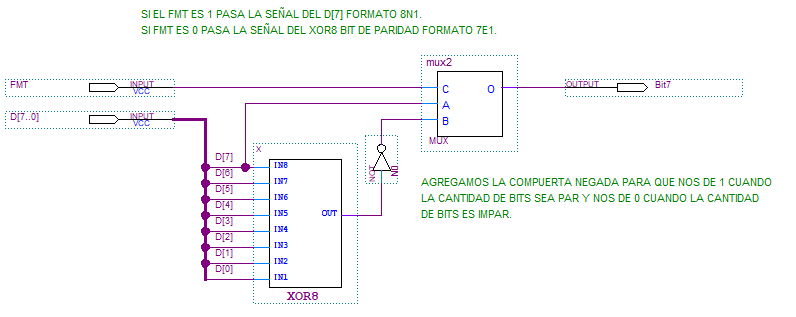 SI EL FMT ES 1 PASA LA SEÑAL DEL D[7] FORMATO 8N1.
SI FMT ES 0 PASA LA SEÑAL DEL XOR8 BIT DE PARIDAD FORMATO 7E1.
mux2
FMT
INPUT
VCC
C
O
OUTPUT
Bit7
A
D[7..0]
INPUT
VCC
B
MUX
X
D[7]
IN8
D[6]
IN7
D[5]
IN6
D[4]
IN5
OUT
D[3]
IN4
D[2]
IN3
D[1]
IN2
D[0]
IN1
XOR8
NOT
N0
AGREGAMOS LA COMPUERTA NEGADA PARA QUE NOS DE 1 CUANDO
LA CANTIDAD DE BITS SEA PAR Y NOS DE 0 CUANDO LA CANTIDAD
DE BITS ES IMPAR.